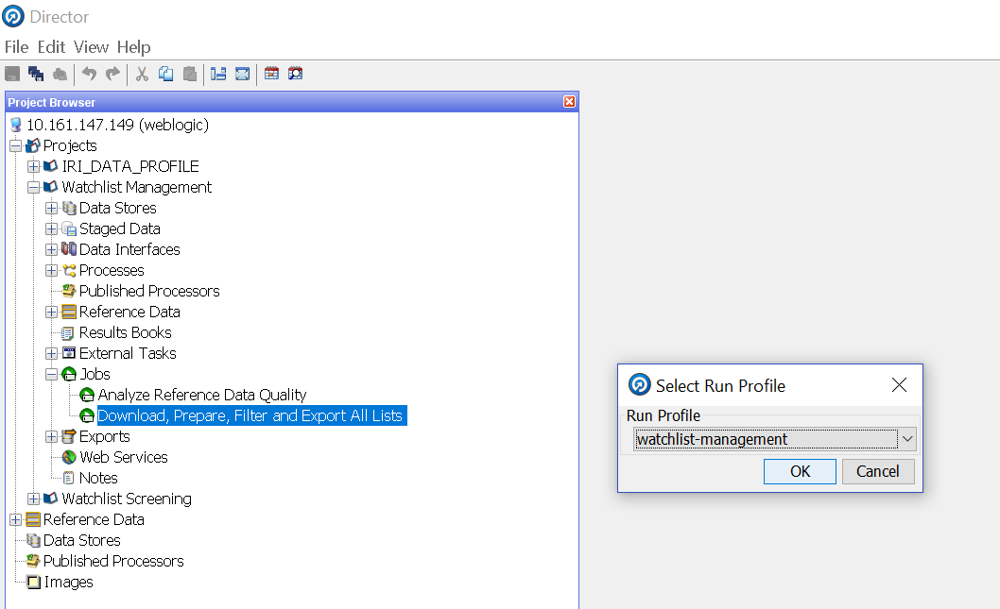 Director
File Edit View Help
Project Browser
10.161.147.149 (weblogic)
Projects
IRI_DATA_PROFILE
Watchlist Management
Data Stores
Staged Data
Data Interfaces
Processes
Published Processors
Reference Data
Results Books
External Tasks
Jobs
Analyze Reference Data Quality
Download, Prepare, Filter and Export All Lists
Exports
Web Services
Notes
Watchlist Screening
Reference Data
Data Stores
Published Processors
Images
Select Run Profile
Run Profile
watchlist-management
OK Cancel